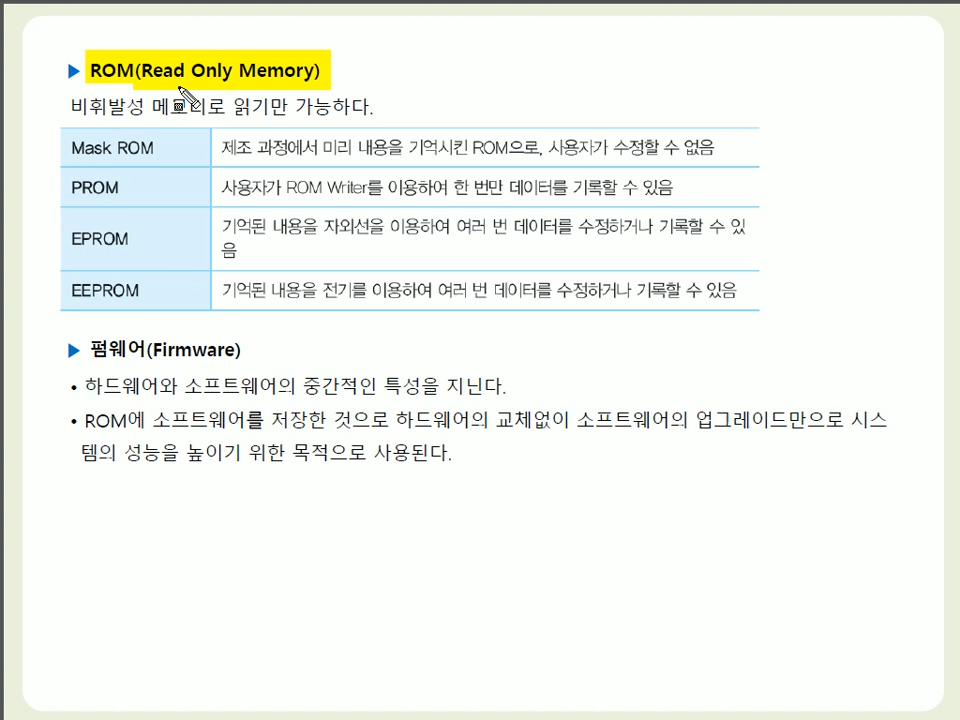 ▶ ROM(Read Only Memory)
비휘발성 메모리로 읽기만 가능하다.
Mask ROM 제조 과정에서 미리 내용을 기억시킨 ROM으로, 사용자가 수정할 수 없음
PROM 사용자가 ROM Writer를 이용하여 한 번만 데이터를 기록할 수 있음
EPROM 기억된 내용을 자외선을 이용하여 여러 번 데이터를 수정하거나 기록할 수 있
음
EEPROM 기억된 내용을 전기를 이용하여 여러 번 데이터를 수정하거나 기록할 수 있음
▶ 펌웨어(Firmware)
• 하드웨어와 소프트웨어의 중간적인 특성을 지닌다.
• ROM에 소프트웨어를 저장한 것으로 하드웨어의 교체없이 소프트웨어의 업그레이드만으로 시스
템의 성능을 높이기 위한 목적으로 사용된다.